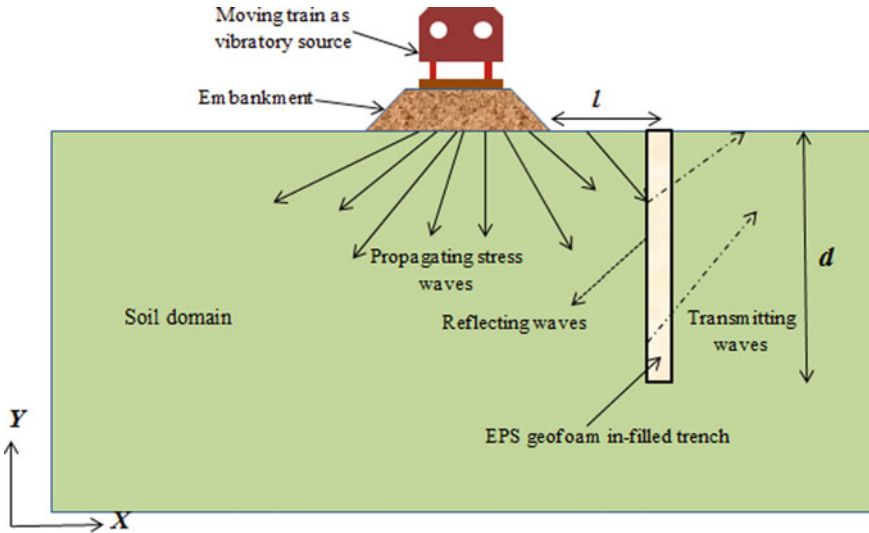 Moving train as
vibratory source
Embankment
l
Propagating stress
waves
d
Soil domain
Reflecting waves
Transmitting
waves
EPS geofoam in-filled trench
Y
X